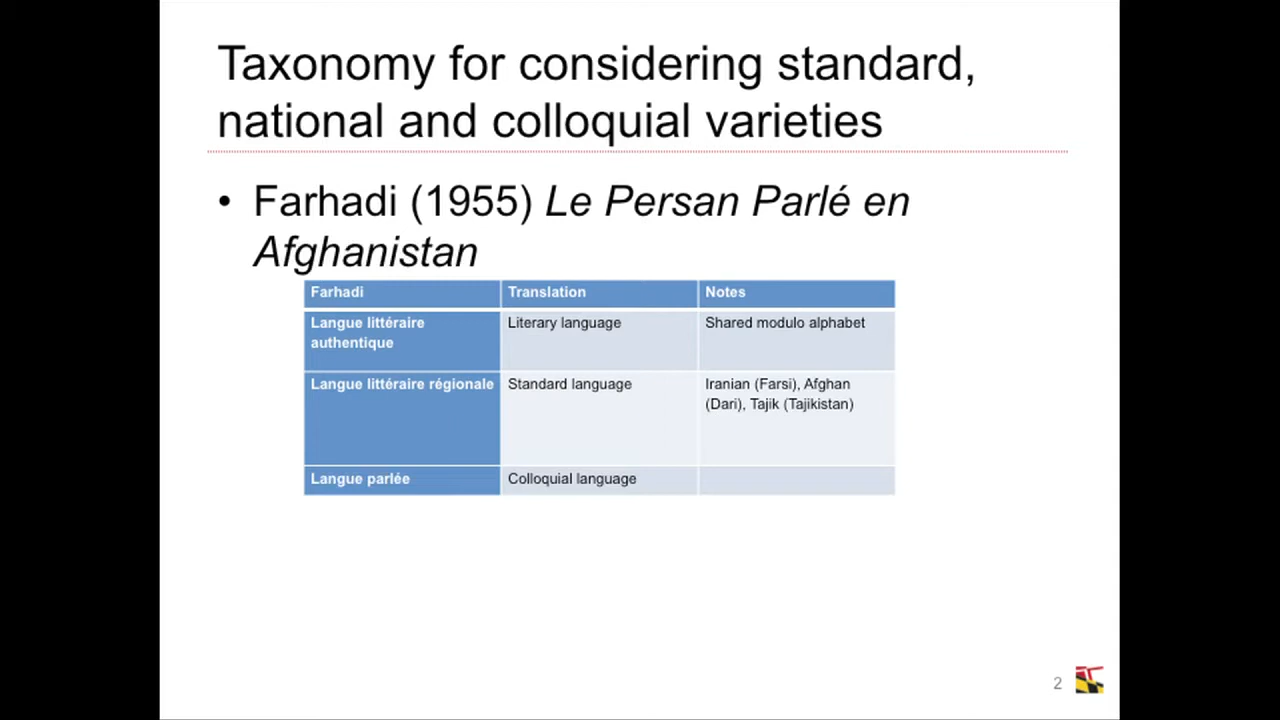 Taxonomy for considering standard,
national and colloquial varieties
• Farhadi (1955) Le Persan Parlé en
Afghanistan
Farhadi Translation Notes
Langue littéraire authentique Literary language Shared modulo alphabet
Langue littéraire régionale Standard language Iranian (Farsi), Afghan (Dari), Tajik (Tajikistan)
Langue parlée Colloquial language
2